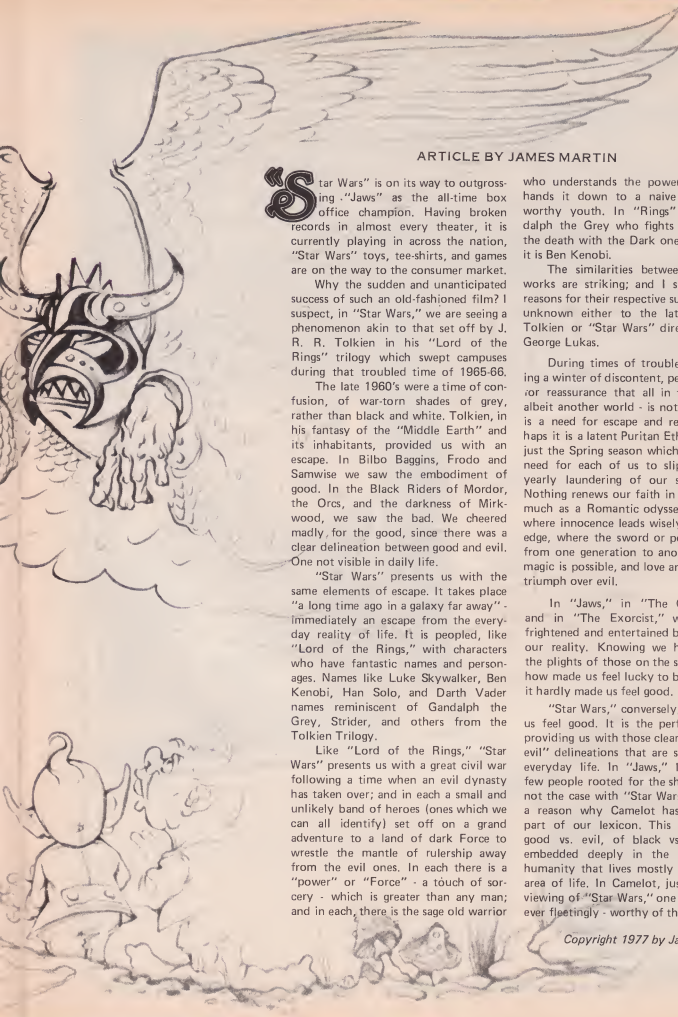 ARTICLE BY JAMES MARTIN
"Star Wars" is on its way to outgross-
ing "Jaws" as the all-time box
office champion. Having broken
records in almost every theater, it is
currently playing in across the nation,
"Star Wars" toys, tee-shirts, and games
are on the way to the consumer market.
Why the sudden and unanticipated
success of such an old-fashioned film? I
suspect, in "Star Wars," we are seeing a
phenomenon akin to that set off by J.
R. R. Tolkien in his "Lord of the
Rings" trilogy which swept campuses
during that troubled time of 1965-66.
The late 1960's were a time of con-
fusion, of war-torn shades of grey,
rather than black and white. Tolkien, in
his fantasy of the "Middle Earth" and
its inhabitants, provided us with an
escape. In Bilbo Baggins, Frodo and
Samwise we saw the embodiment of
good. In the Black Riders of Mordor,
the Orcs, and the darkness of Mirk-
wood, we saw the bad. We cheered
madly for the good, since there was a
clear delineation between good and evil.
One not visible in daily life.
"Star Wars" presents us with the
same elements of escape. It takes place
"a long time ago in a galaxy far away" -
immediately an escape from the every-
day reality of life. It is peopled, like
"Lord of the Rings," with characters
who have fantastic names and person-
ages. Names like Luke Skywalker, Ben
Kenobi, Han Solo, and Darth Vader
names reminiscent of Gandalph the
Grey, Strider, and others from the
Tolkien Trilogy.
Like "Lord of the Rings," "Star
Wars" presents us with a great civil war
following a time when an evil dynasty
has taken over; and in each a small and
unlikely band of heroes (ones which we
can all identify) set off on a grand
adventure to a land of dark Force to
wrestle the mantle of rulership away
from the evil ones. In each there is a
"power" or "Force" - a touch of sor-
cery - which is greater than any man;
and in each, there is the sage old warrior
who understands the power
hands it down to a naive
worthy youth. In "Rings"
dalph the Grey who fights
the death with the Dark one
it is Ben Kenobi.
The similarities betwee
works are striking; and I s
reasons for their respective su
unknown either to the lat
Tolkien or "Star Wars" dire
George Lukas.
During times of trouble
ing a winter of discontent, pe
for reassurance that all in
albeit another world - is not
is a need for escape and re
haps it is a latent Puritan Eth
just the Spring season which
need for each of us to slip
yearly laundering of our s
Nothing renews our faith in
much as a Romantic odysse
where innocence leads wisely
edge, where the sword or po
from one generation to ano
magic is possible, and love an
triumph over evil.
In "Jaws," in "The
and in "The Exorcist," w
frightened and entertained b
our reality. Knowing we h
the plights of those on the s
how made us feel lucky to b
it hardly made us feel good.
"Star Wars," conversely
us feel good. It is the perf
providing us with those clear
evil" delineations that are s
everyday life. In "Jaws,"
few people rooted for the sh
not the case with "Star War
a reason why Camelot has
part of our lexicon. This
good vs. evil, of black vs
embedded deeply in the
humanity that lives mostly
area of life. In Camelot, jus
viewing of "Star Wars," one
ever fleetingly - worthy of th
Copyright 1977 by Ja